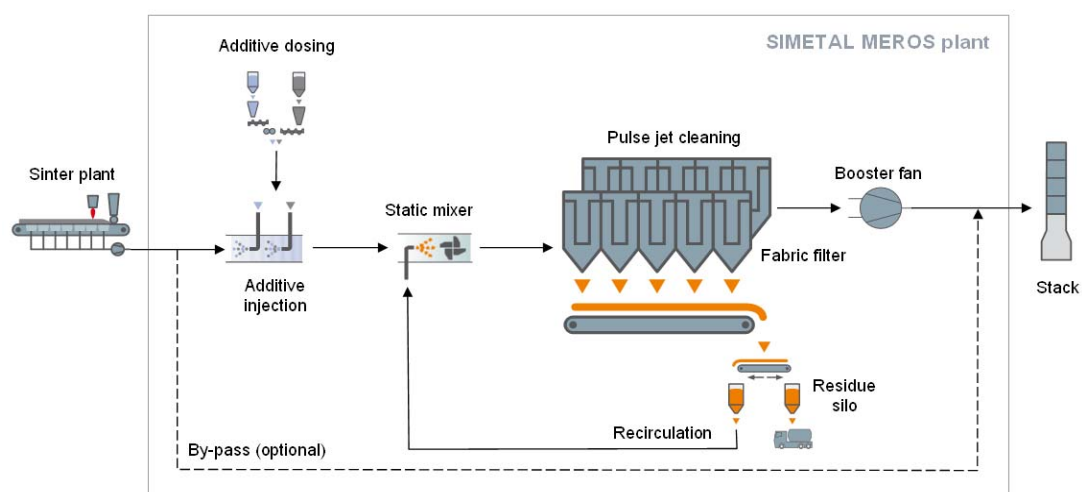 SIMETAL MEROS plant
Additive dosing
Pulse jet cleaning
Sinter plant
Booster fan
Static mixer
Fabric filter
Additive
injection
Stack
Residue
silo
Recirculation
By-pass (optional)